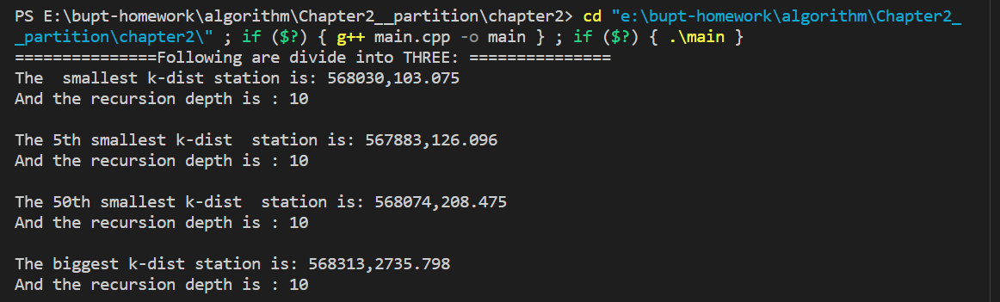 PS E:\bupt-homework\algorithm\Chapter2__partition\chapter2> cd "e:\bupt-homework\algorithm\Chapter2_
_partition\chapter2\" ; if ($?) { g++ main.cpp -o main } ; if ($?) { .\main }
===============Following are divide into THREE: ===============
The  smallest k-dist station is: 568030,103.075
And the recursion depth is : 10

The 5th smallest k-dist  station is: 567883,126.096
And the recursion depth is : 10

The 50th smallest k-dist  station is: 568074,208.475
And the recursion depth is : 10

The biggest k-dist station is: 568313,2735.798
And the recursion depth is : 10